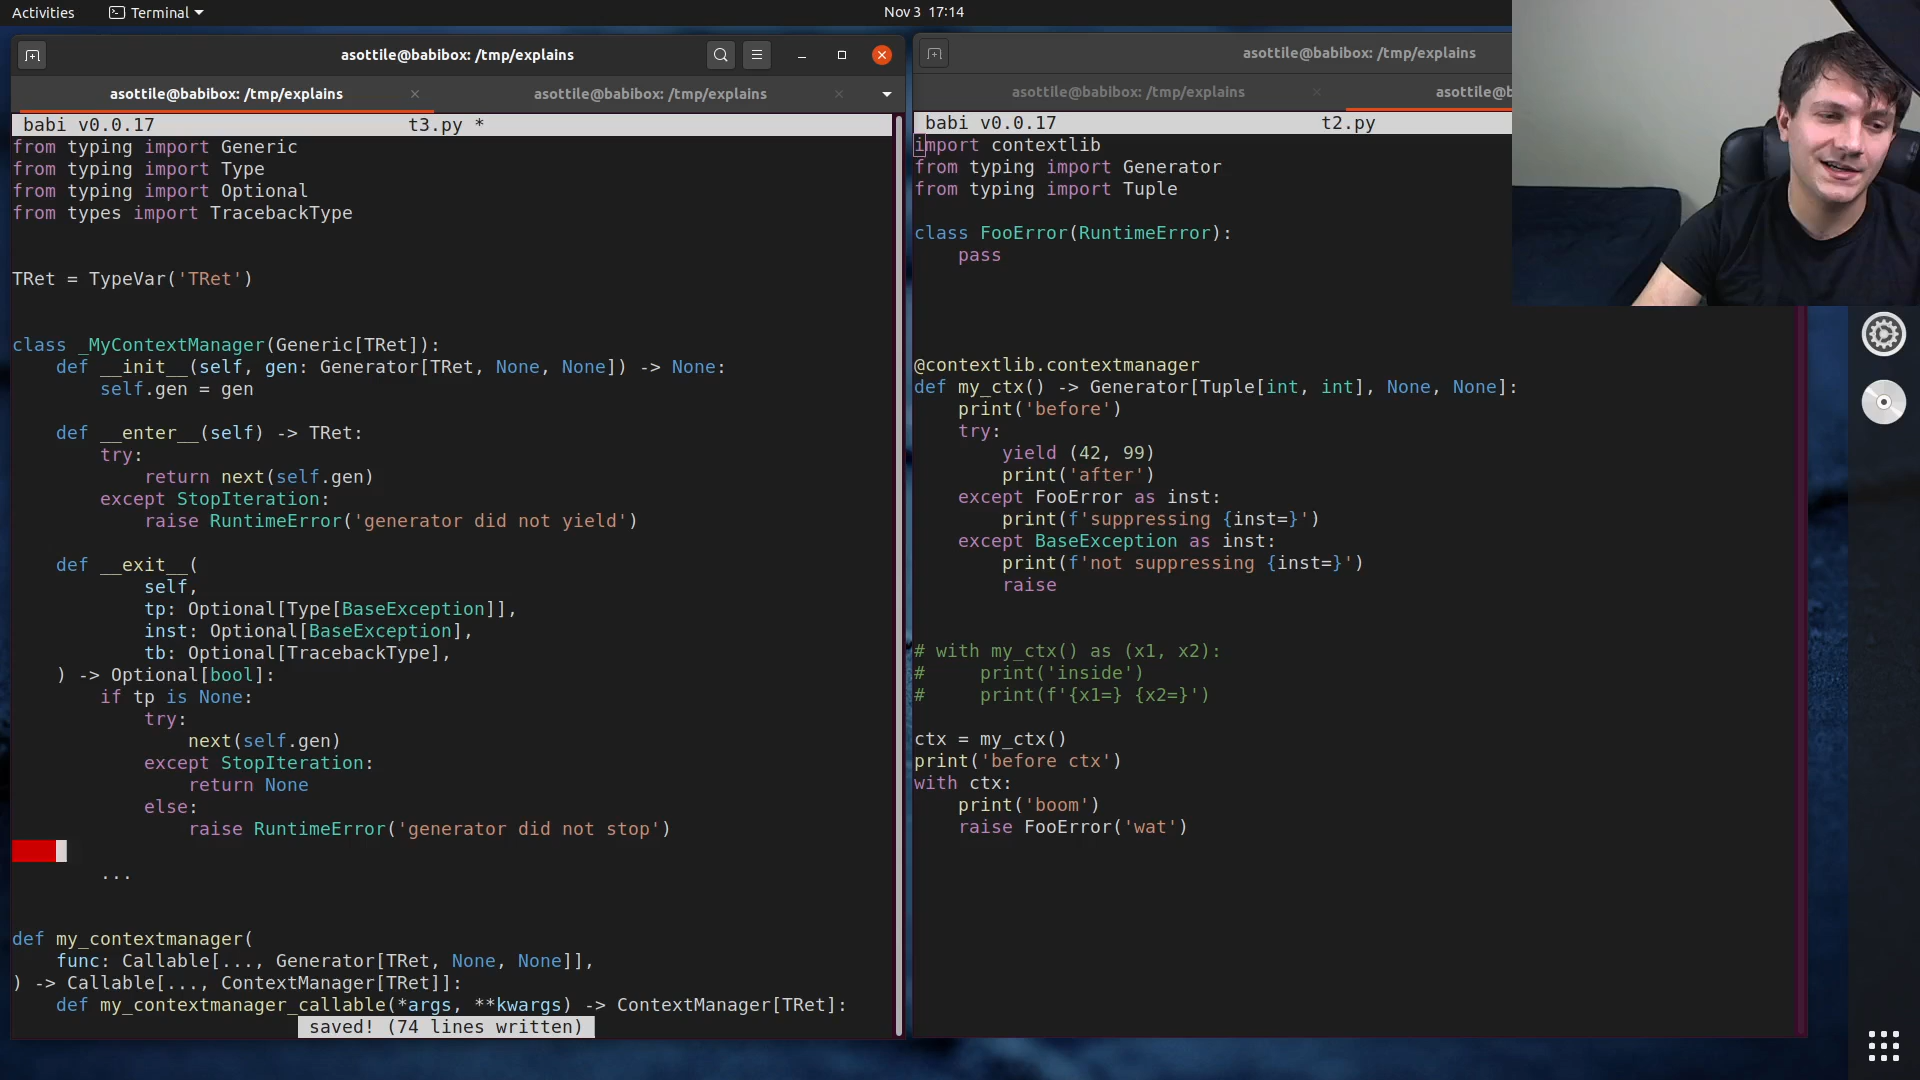 Activities
Terminal
Nov 3 17:14
asottile@babibox: /tmp/explains
asottile@babibox: /tmp/explains
asottile@babibox: /tmp/explains
babi v0.0.17 t3.py *
from typing import Generic
from typing import Type
from typing import Optional
from types import TracebackType
TRet = TypeVar('TRet')
class _MyContextManager(Generic[TRet]):
    def __init__(self, gen: Generator[TRet, None, None]) -> None:
        self.gen = gen
    def __enter__(self) -> TRet:
        try:
            return next(self.gen)
        except StopIteration:
            raise RuntimeError('generator did not yield')
    def __exit__(
            self,
            tp: Optional[Type[BaseException]],
            inst: Optional[BaseException],
            tb: Optional[TracebackType],
    ) -> Optional[bool]:
        if tp is None:
            try:
                next(self.gen)
            except StopIteration:
                return None
            else:
                raise RuntimeError('generator did not stop')
        ...
def my_contextmanager(
    func: Callable[..., Generator[TRet, None, None]],
) -> Callable[..., ContextManager[TRet]]:
    def my_contextmanager_callable(*args, **kwargs) -> ContextManager[TRet]:
saved! (74 lines written)
asottile@babibox: /tmp/explains
asottile@babibox: /tmp/explains
asottile@b
babi v0.0.17 t2.py
import contextlib
from typing import Generator
from typing import Tuple
class FooError(RuntimeError):
    pass
@contextlib.contextmanager
def my_ctx() -> Generator[Tuple[int, int], None, None]:
    print('before')
    try:
        yield (42, 99)
        print('after')
    except FooError as inst:
        print(f'suppressing {inst=}')
    except BaseException as inst:
        print(f'not suppressing {inst=}')
        raise
# with my_ctx() as (x1, x2):
#     print('inside')
#     print(f'{x1=} {x2=}')
ctx = my_ctx()
print('before ctx')
with ctx:
    print('boom')
    raise FooError('wat')